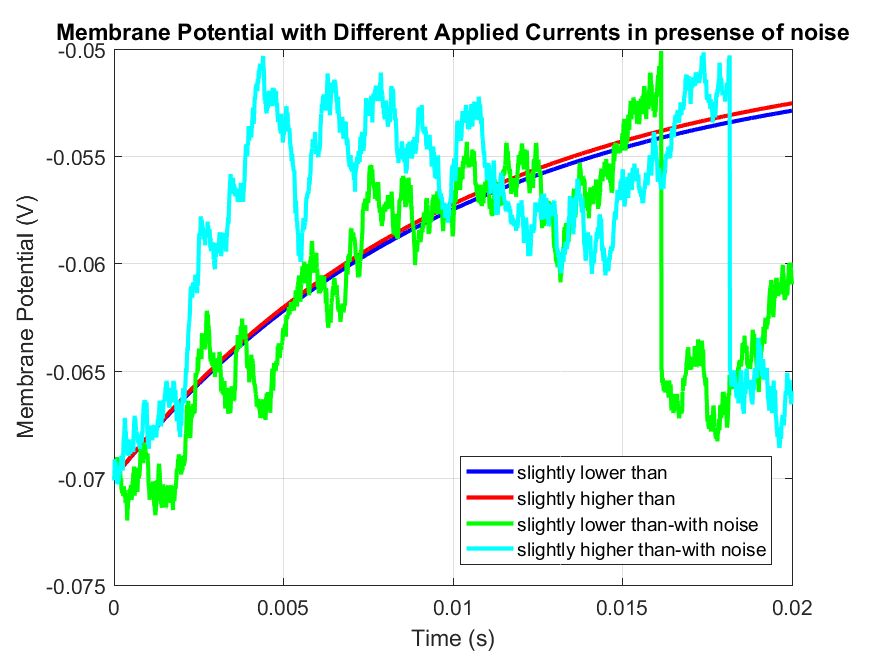 Membrane Potential with Different Applied Currents in presense of noise
-0.05
-0.055
-0.06
-0.065
-0.07
-0.075
Membrane Potential (V)
slightly lower than
slightly higher than
slightly lower than-with noise
slightly higher than-with noise
0 0.005 0.01 0.015 0.02
Time (s)